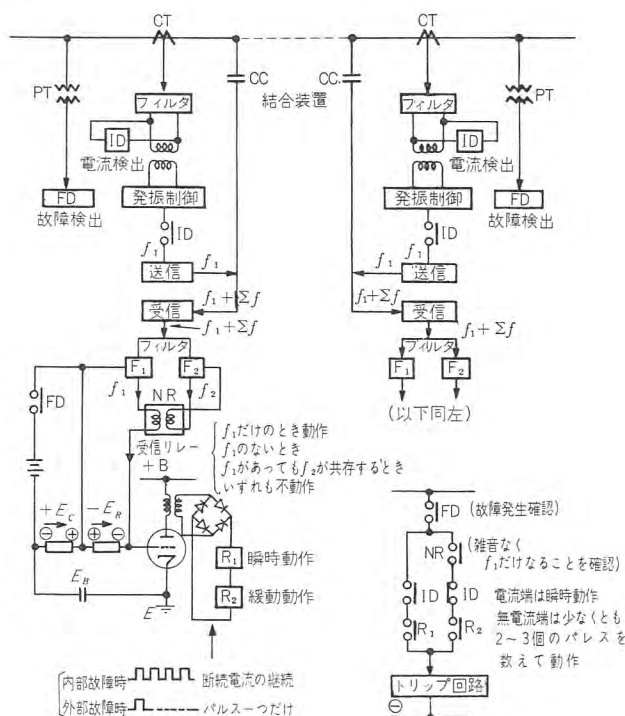 CT
CT
PT
CC
結合装置
CC.
PT
フィルタ
フィルタ
ID
ID
電流検出
電流検出
FD
発振制御
発振制御
FD
故障検出
故障検出
ID
ID
f₁
f₁
送信
f₁
f₁
送信
受信
f₁+Σf
f₁+Σf
受信
f₁+Σf
f₁+Σf
フィルタ
フィルタ
F₁
F₂
F₁
F₂
f₁
f₂
FD
NR
(以下同左)
受信リレー
f₁だけのとき動作
f₁のないとき
f₁があってもf₂が共存するとき
いずれも不動作
+B
+E_C
−E_R
⊖
⊕
⊖
⊕
R₁
瞬時動作
R₂
緩動動作
E_B
E
FD
(故障発生確認)
NR
(雑音なく
f₁だけなることを確認)
ID
ID
電流端は瞬時動作
無電流端は少なくとも
2~3個のパレスを
数えて動作
R₁
R₂
トリップ回路
⊖
内部故障時
断続電流の継続
外部故障時
パルス一つだけ